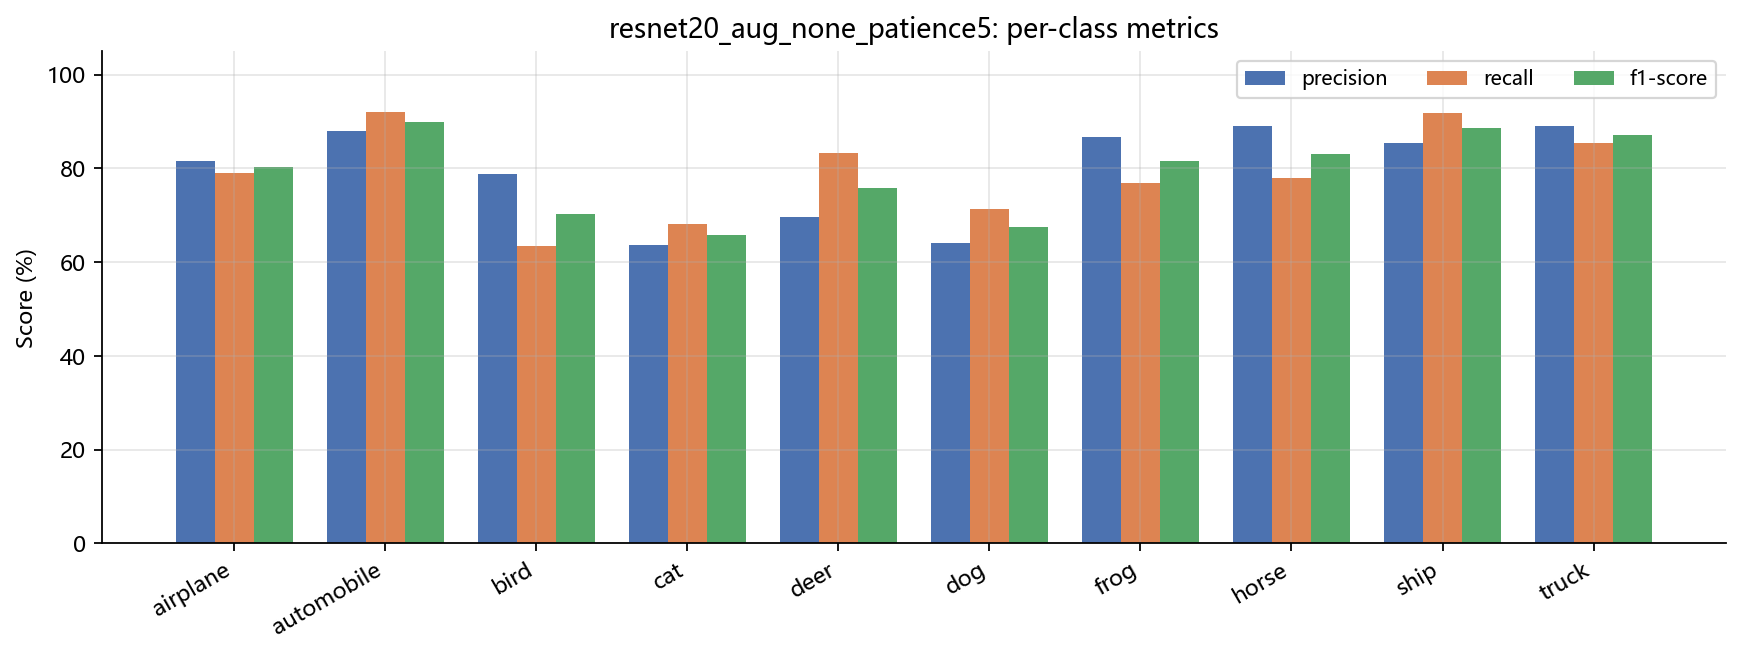 resnet20_aug_none_patience5: per-class metrics
precision recall f1-score
Score (%)
100
80
60
40
20
0
airplane automobile bird cat deer dog frog horse ship truck